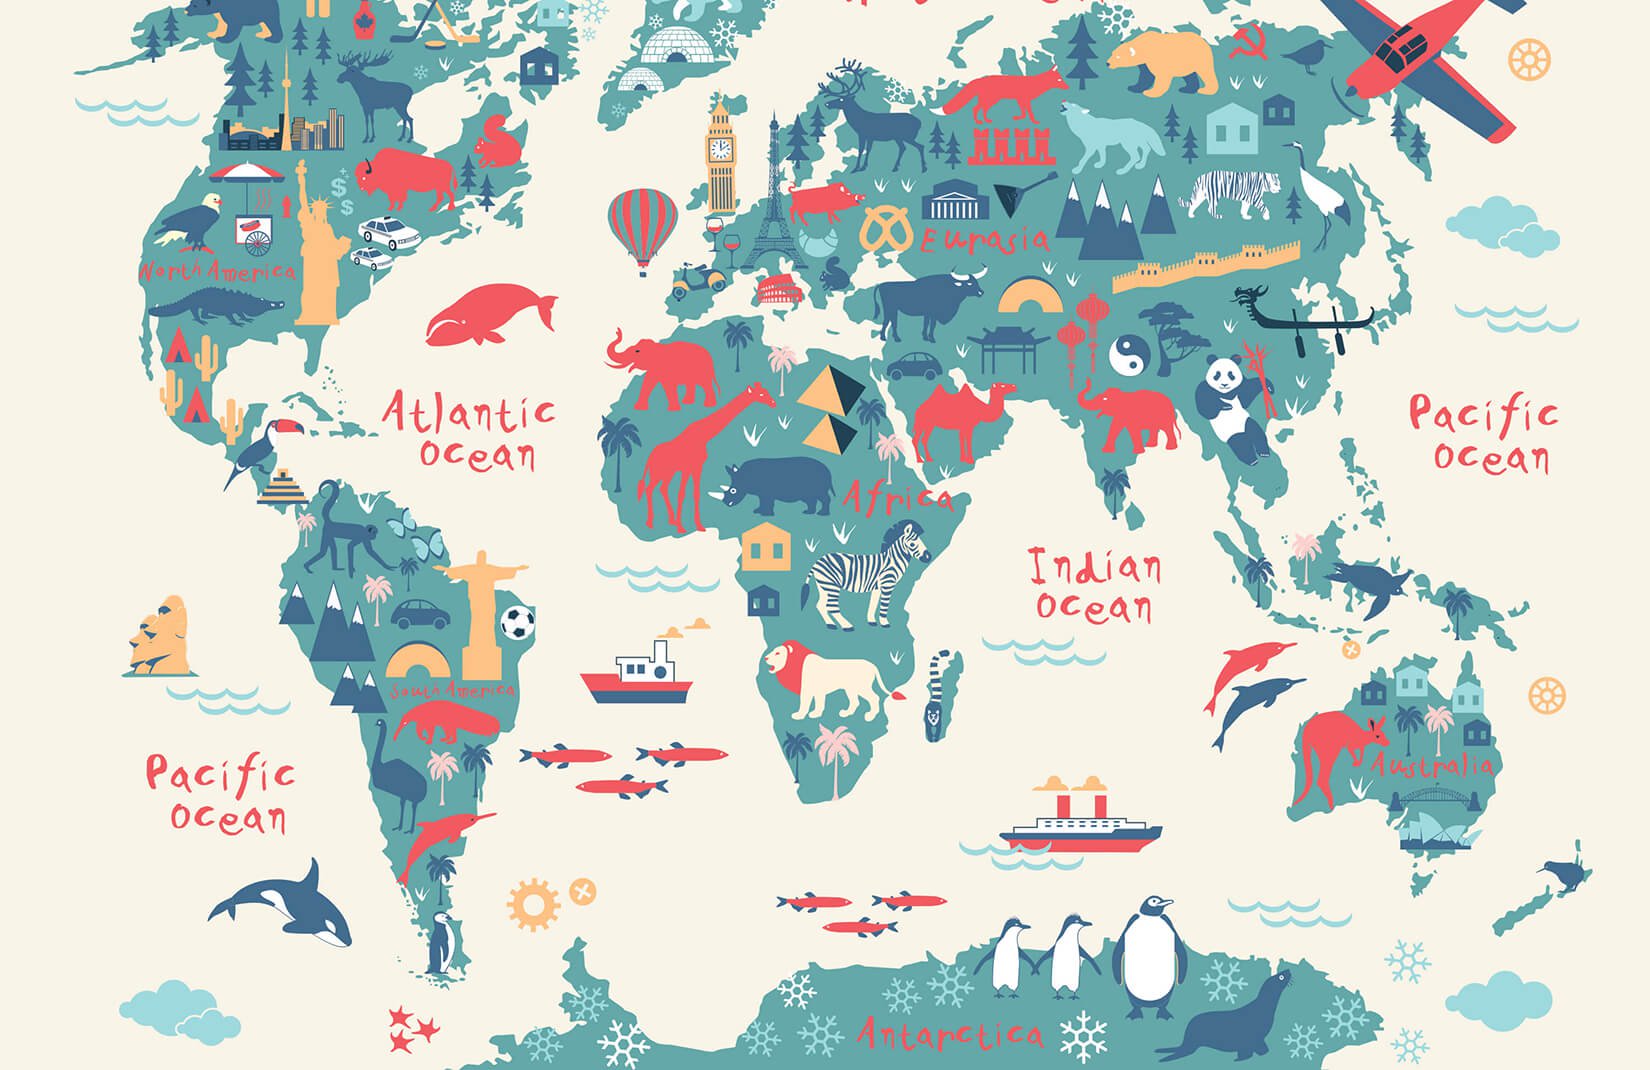 North America
Eurasia
Atlantic
ocean
Pacific
ocean
Africa
Indian
ocean
South America
Australia
Pacific
ocean
Antarctica
$
$